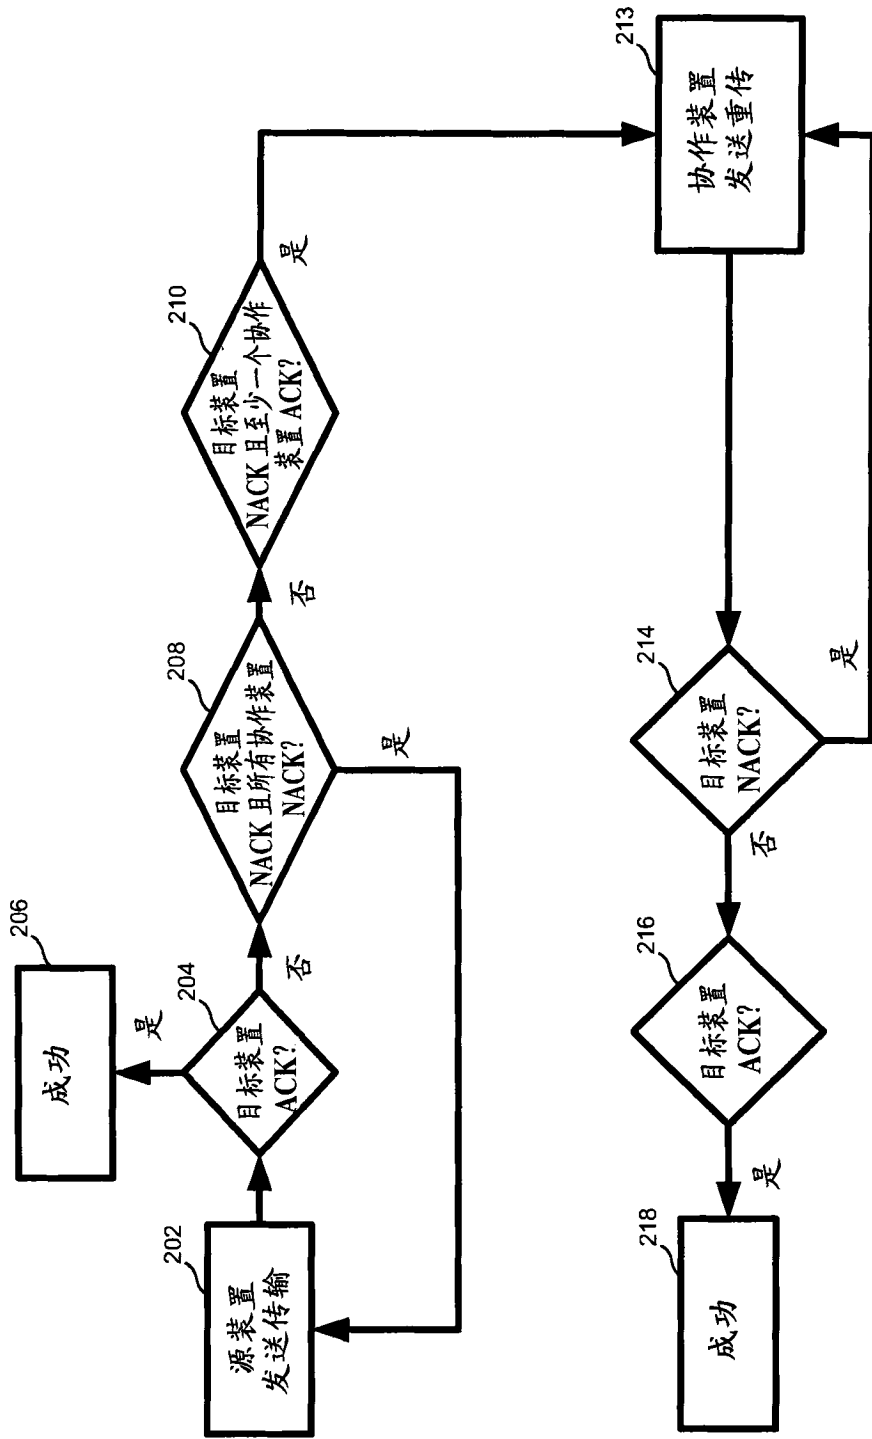 202
源装置
发送传输
204
目标装置
ACK?
是
206
成功
否
208
目标装置
NACK 且所有协作装置
NACK?
是
否
210
目标装置
NACK 且至少一个协作
装置 ACK?
是
213
协作装置
发送重传
214
目标装置
NACK?
是
否
216
目标装置
ACK?
是
218
成功